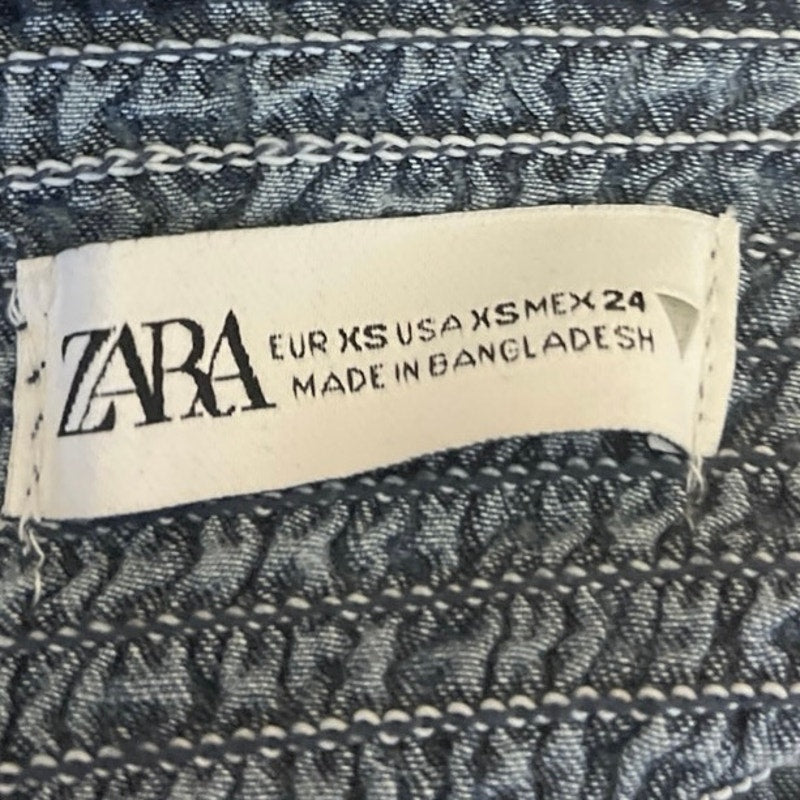 ZARA
EUR XS USA XS MEX 24
MADE IN BANGLADESH